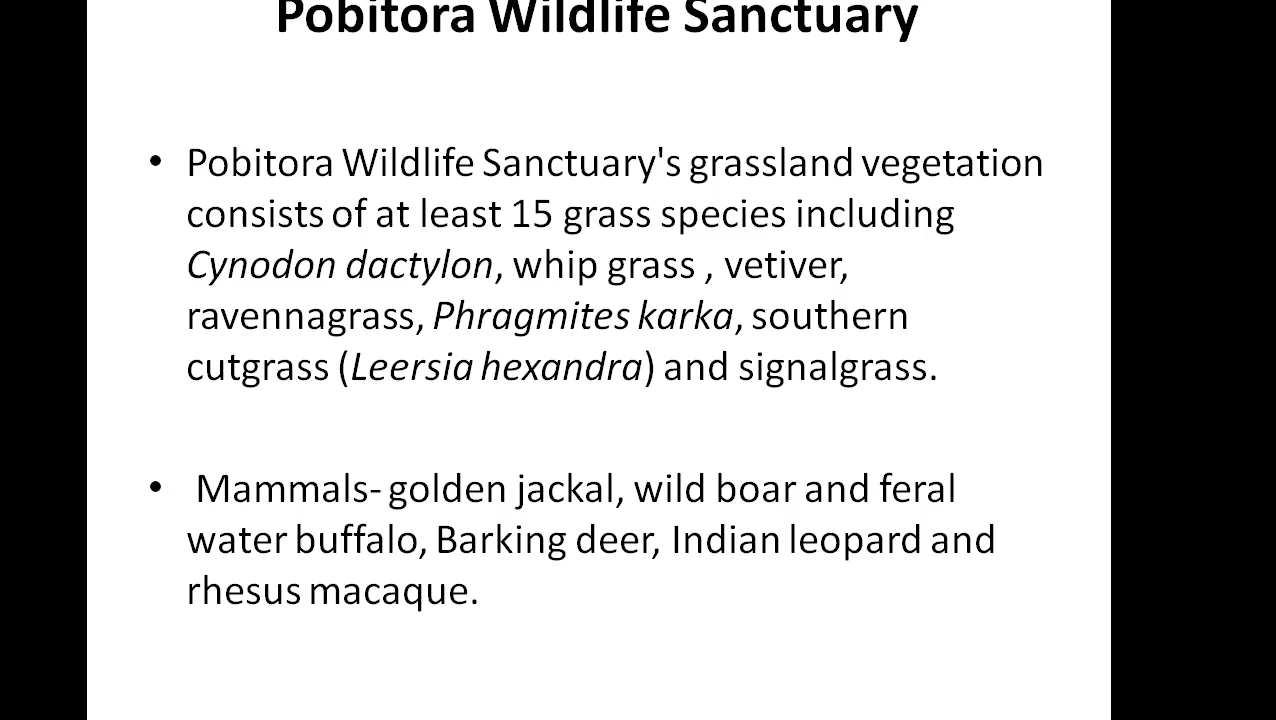 Pobitora Wildlife Sanctuary
• Pobitora Wildlife Sanctuary's grassland vegetation
consists of at least 15 grass species including
Cynodon dactylon, whip grass , vetiver,
ravennagrass, Phragmites karka, southern
cutgrass (Leersia hexandra) and signalgrass.
• Mammals- golden jackal, wild boar and feral
water buffalo, Barking deer, Indian leopard and
rhesus macaque.